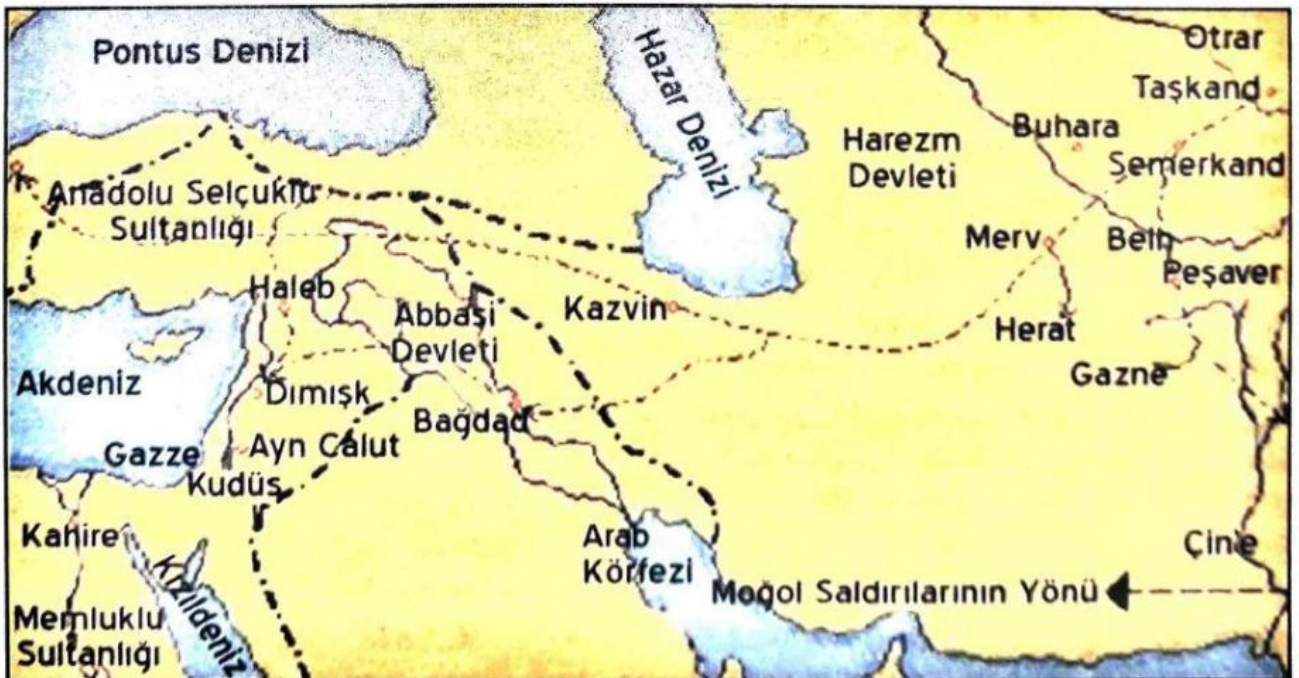 Pontus Denizi
Hazar Denizi
Otrar
Taşkand
Buhara
Harezm
Devleti
Semerkand
Anadolu Selçuklu
Sultanlığı
Merv
Belh
Peşaver
Haleb
Abbasi
Devleti
Kazvin
Herat
Gazne
Akdeniz
Dımışk
Bağdad
Gazze
Ayn Calut
Kudüs
Kahire
Kızıldeniz
Arab
Körfezi
Çin'e
Moğol Saldırılarının Yönü
Memluklu
Sultanlığı